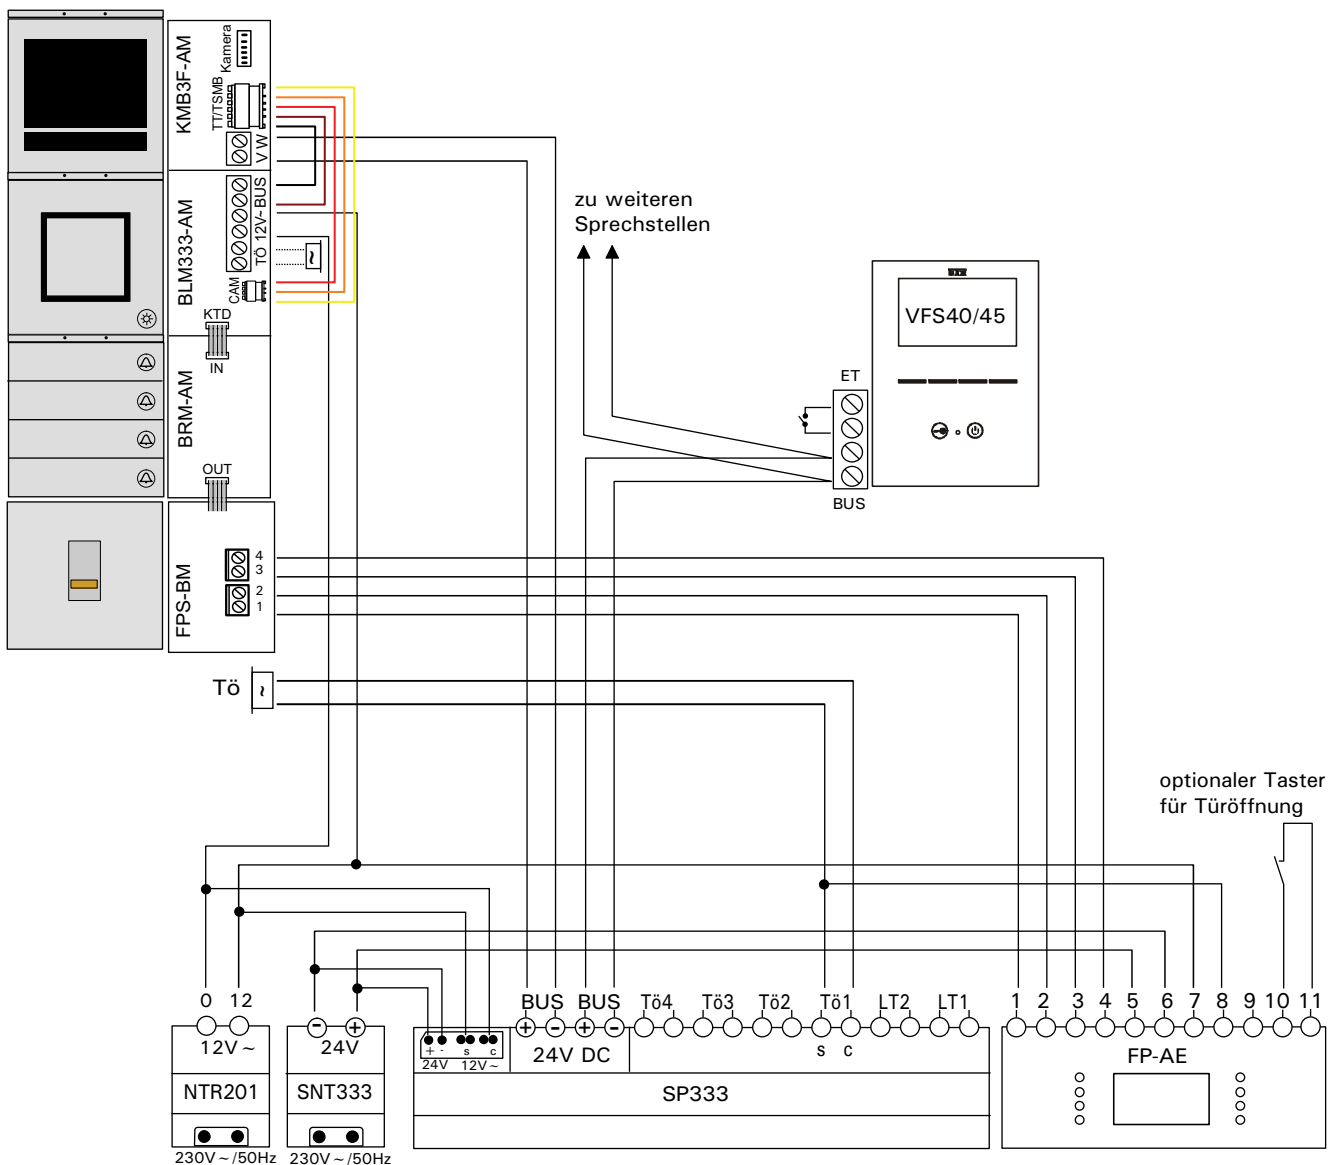 KMB3F-AM
Kamera
TT/TSMB
V W
BLM333-AM
TÖ 12V~ BUS
~
CAM
KTD
IN
BRM-AM
OUT
FPS-BM
4
3
2
1
zu weiteren
Sprechstellen
VFS40/45
ET
BUS
Tö
~
optionaler Taster
für Türöffnung
0 12
12V ~
NTR201
230V ~/50Hz
- +
24V
SNT333
230V ~/50Hz
BUS BUS Tö4 Tö3 Tö2 Tö1 LT2 LT1
+ - + -
+ - s c
24V 12V ~
24V DC
s c
SP333
1 2 3 4 5 6 7 8 9 10 11
FP-AE